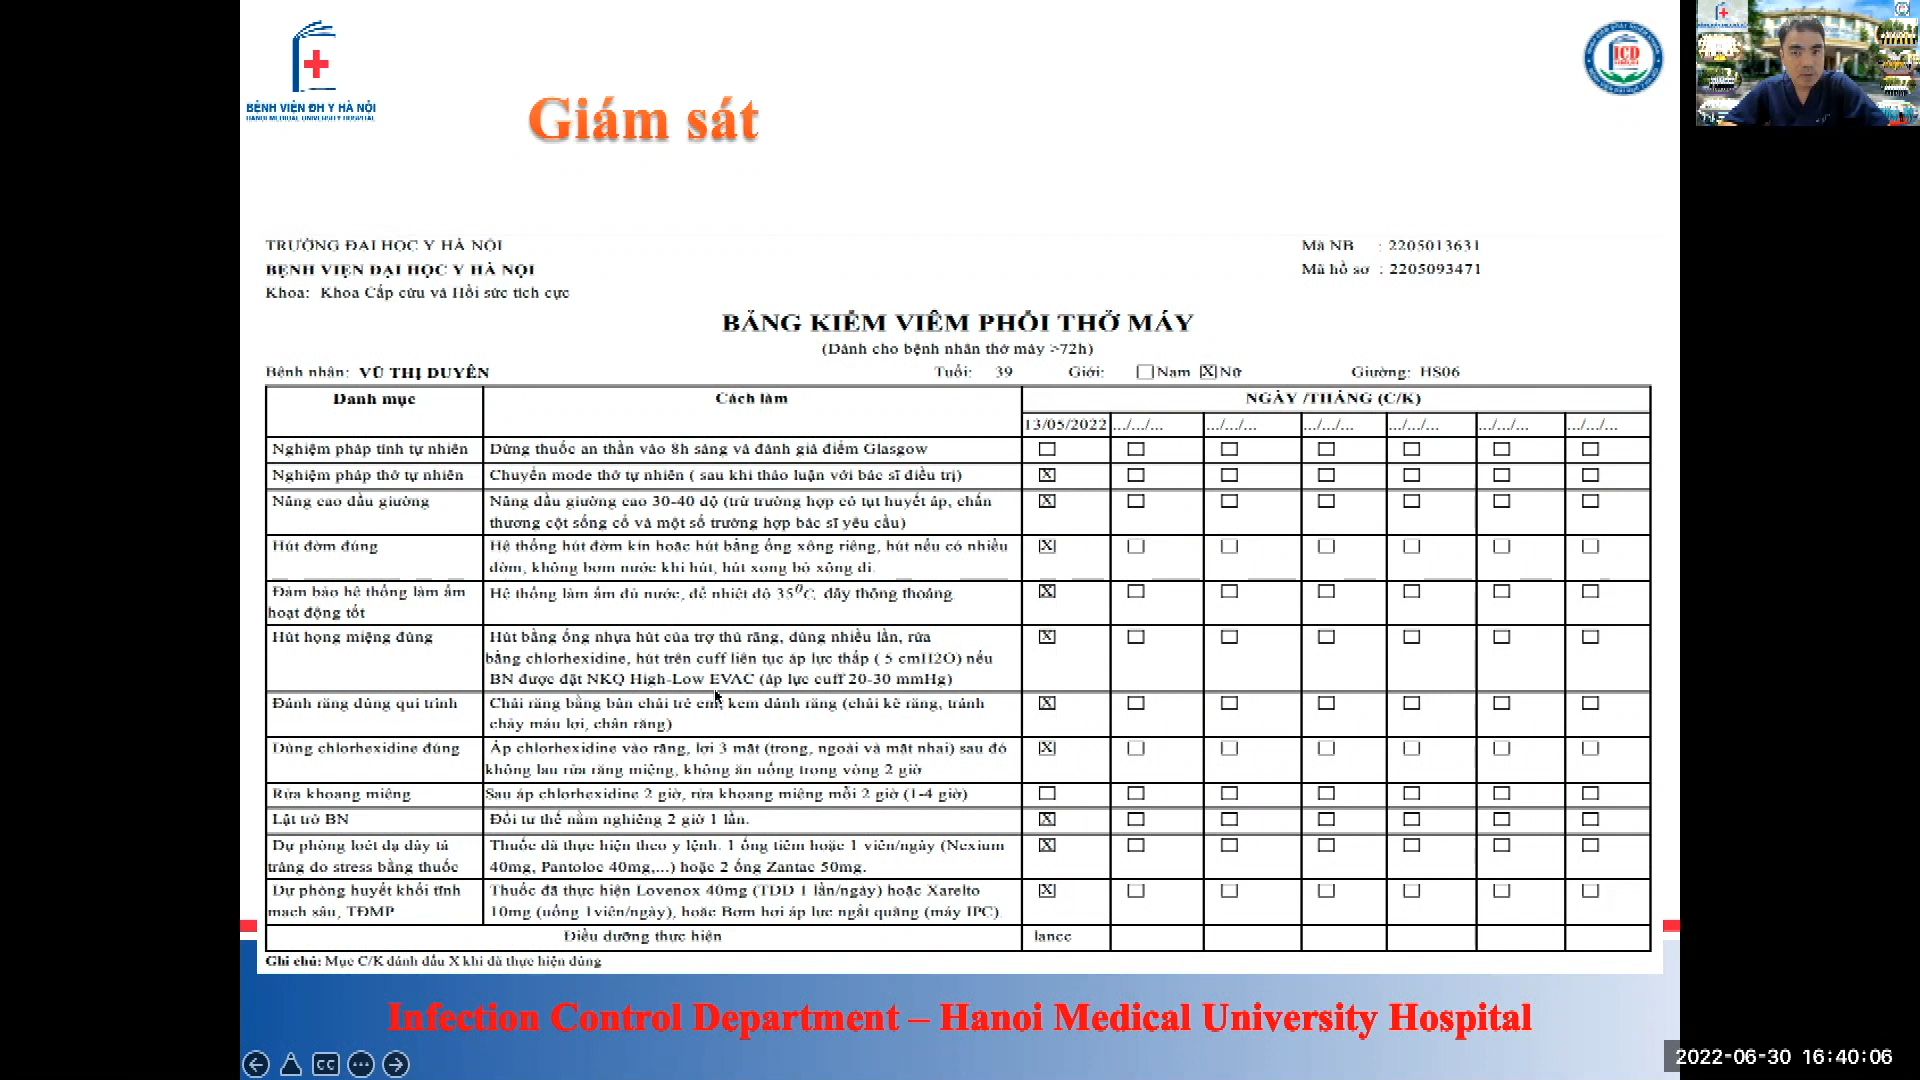 BỆNH VIỆN ĐH Y HÀ NỘI
HANOI MEDICAL UNIVERSITY HOSPITAL
ICD
Giám sát
TRƯỜNG ĐẠI HỌC Y HÀ NỘI
BỆNH VIỆN ĐẠI HỌC Y HÀ NỘI
Khoa: Khoa Cấp cứu và Hồi sức tích cực
Mã NB : 2205013631
Mã hồ sơ : 2205093471
BẢNG KIỂM VIÊM PHỔI THỞ MÁY
(Dành cho bệnh nhân thở máy >72h)
Bệnh nhân: VŨ THỊ DUYÊN Tuổi: 39 Giới: Nam X Nữ Giường: HS06
Danh mục Cách làm NGÀY /THÁNG (C/K)
13/05/2022 .../.../... .../.../... .../.../... .../.../... .../.../... .../.../...
Nghiệm pháp tỉnh tự nhiên Dừng thuốc an thần vào 8h sáng và đánh giá điểm Glasgow
Nghiệm pháp thở tự nhiên Chuyển mode thở tự nhiên ( sau khi thảo luận với bác sĩ điều trị) X
Nâng cao đầu giường Nâng đầu giường cao 30-40 độ (trừ trường hợp có tụt huyết áp, chấn X
thương cột sống cổ và một số trường hợp bác sĩ yêu cầu)
Hút đờm đúng Hệ thống hút đờm kín hoặc hút bằng ống xông riêng, hút nếu có nhiều X
đờm, không bơm nước khi hút, hút xong bỏ xông đi.
Đảm bảo hệ thống làm ấm Hệ thống làm ấm đủ nước, để nhiệt độ 35⁰C, dây thông thoáng X
hoạt động tốt
Hút họng miệng đúng Hút bằng ống nhựa hút của trợ thủ răng, dùng nhiều lần, rửa X
bằng chlorhexidine, hút trên cuff liên tục áp lực thấp ( 5 cmH2O) nếu
BN được đặt NKQ High-Low EVAC (áp lực cuff 20-30 mmHg)
Đánh răng đúng qui trình Chải răng bằng bàn chải trẻ em, kem đánh răng (chải kẽ răng, tránh X
chảy máu lợi, chân răng)
Dùng chlorhexidine đúng Áp chlorhexidine vào răng, lợi 3 mặt (trong, ngoài và mặt nhai) sau đó X
không lau rửa răng miệng, không ăn uống trong vòng 2 giờ
Rửa khoang miệng Sau áp chlorhexidine 2 giờ, rửa khoang miệng mỗi 2 giờ (1-4 giờ)
Lật trở BN Đổi tư thế nằm nghiêng 2 giờ 1 lần. X
Dự phòng loét dạ dày tá Thuốc đã thực hiện theo y lệnh. 1 ống tiêm hoặc 1 viên/ngày (Nexium X
tràng do stress bằng thuốc 40mg, Pantoloc 40mg,...) hoặc 2 ống Zantac 50mg.
Dự phòng huyết khối tĩnh Thuốc đã thực hiện Lovenox 40mg (TDD 1 lần/ngày) hoặc Xarelto X
mạch sâu, TĐMP 10mg (uống 1viên/ngày), hoặc Bơm hơi áp lực ngắt quãng (máy IPC)
Điều dưỡng thực hiện lancc
Ghi chú: Mục C/K đánh dấu X khi đã thực hiện đúng
Infection Control Department – Hanoi Medical University Hospital
CC
2022-06-30 16:40:06